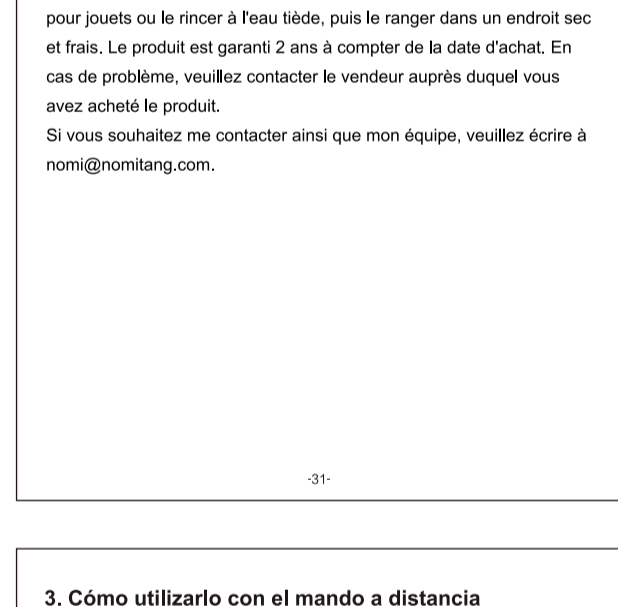 pour jouets ou le rincer à l'eau tiède, puis le ranger dans un endroit sec
et frais. Le produit est garanti 2 ans à compter de la date d'achat. En
cas de problème, veuillez contacter le vendeur auprès duquel vous
avez acheté le produit.
Si vous souhaitez me contacter ainsi que mon équipe, veuillez écrire à
nomi@nomitang.com.
-31-
3. Cómo utilizarlo con el mando a distancia